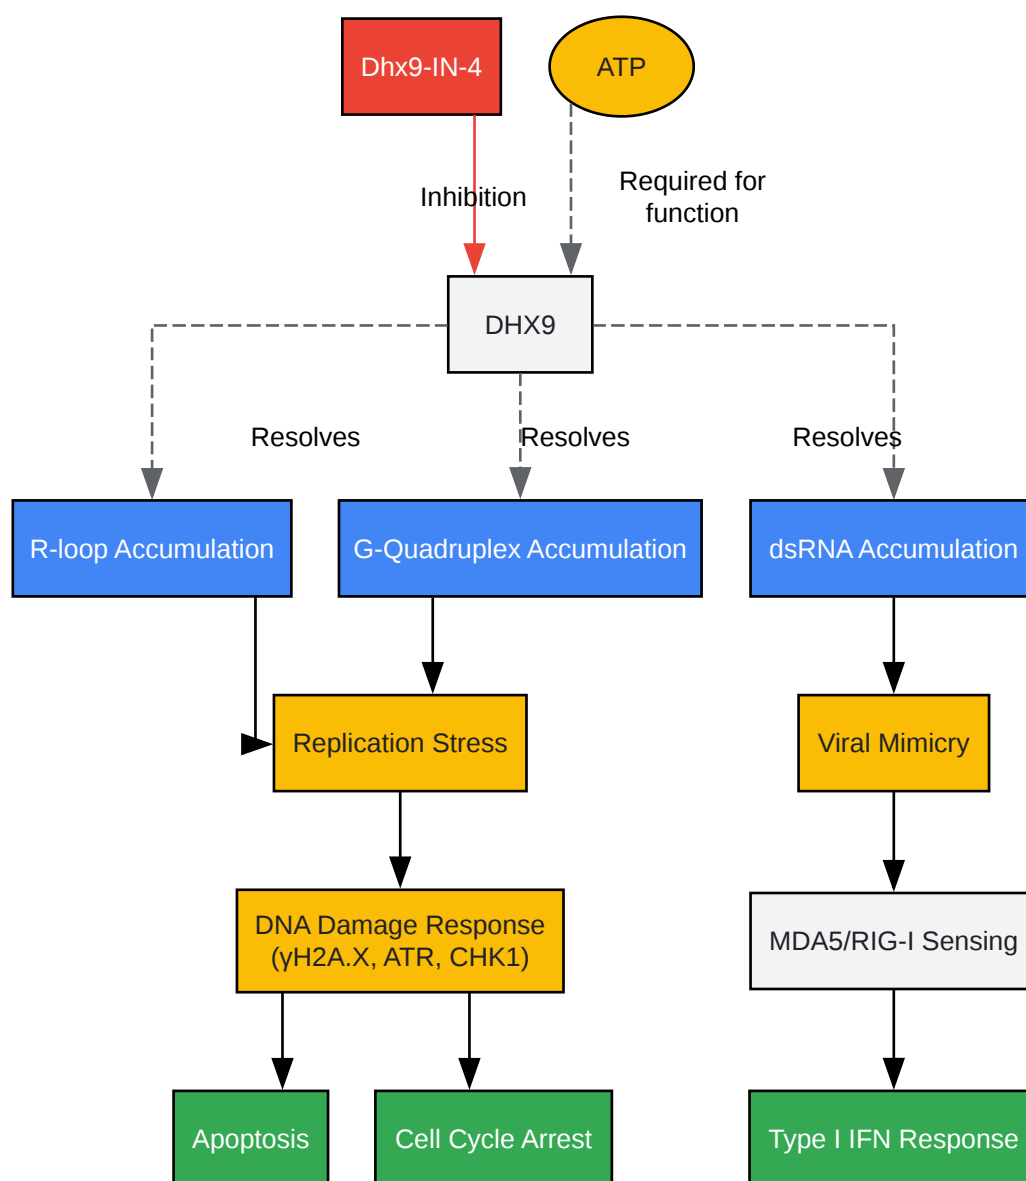 Dhx9-IN-4
ATP
Inhibition
Required for
function
DHX9
Resolves
Resolves
Resolves
R-loop Accumulation
G-Quadruplex Accumulation
dsRNA Accumulation
Replication Stress
Viral Mimicry
DNA Damage Response
(γH2A.X, ATR, CHK1)
MDA5/RIG-I Sensing
Apoptosis
Cell Cycle Arrest
Type I IFN Response